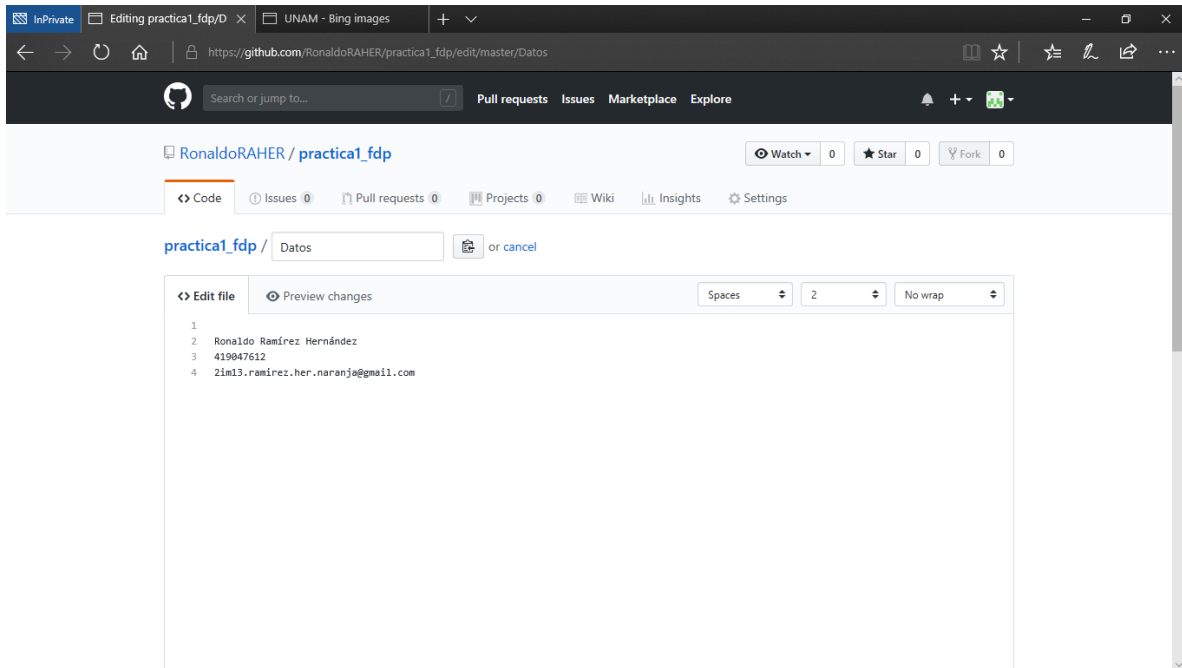 InPrivate
Editing practica1_fdp/D
UNAM - Bing images
https://github.com/RonaldoRAHER/practica1_fdp/edit/master/Datos
Search or jump to...
/
Pull requests Issues Marketplace Explore
RonaldoRAHER / practica1_fdp
Watch 0
Star 0
Fork 0
Code
Issues 0
Pull requests 0
Projects 0
Wiki
Insights
Settings
practica1_fdp / Datos or cancel
Edit file
Preview changes
Spaces
2
No wrap
1
2 Ronaldo Ramírez Hernández
3 419047612
4 2im13.ramirez.her.naranja@gmail.com